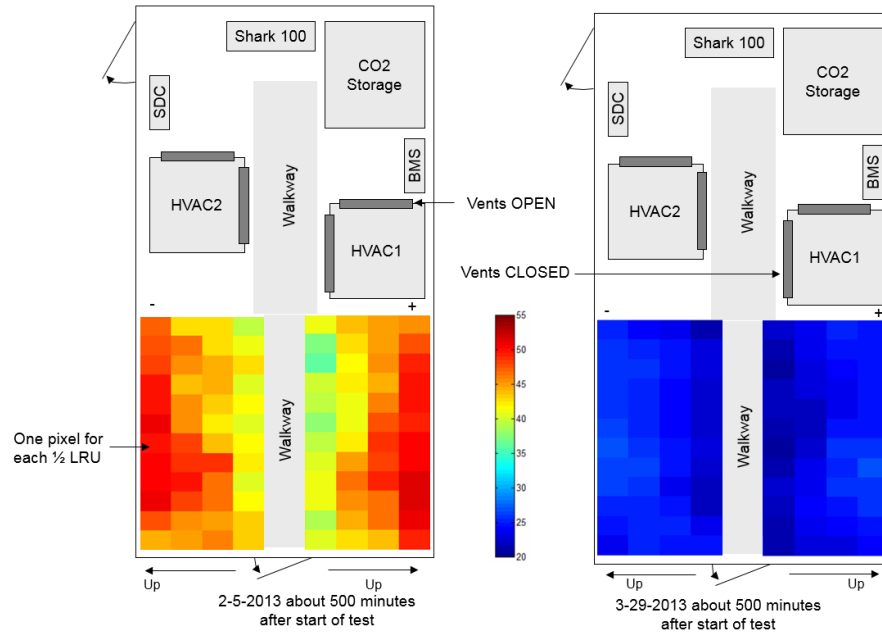 Shark 100
CO2
Storage
SDC
BMS
HVAC2
Walkway
HVAC1
-
+
Walkway
One pixel for
each ½ LRU
Up
Up
2-5-2013 about 500 minutes
after start of test
Vents OPEN
Vents CLOSED
55
50
45
40
35
30
25
20
Shark 100
CO2
Storage
SDC
BMS
HVAC2
Walkway
HVAC1
-
+
Walkway
Up
Up
3-29-2013 about 500 minutes
after start of test